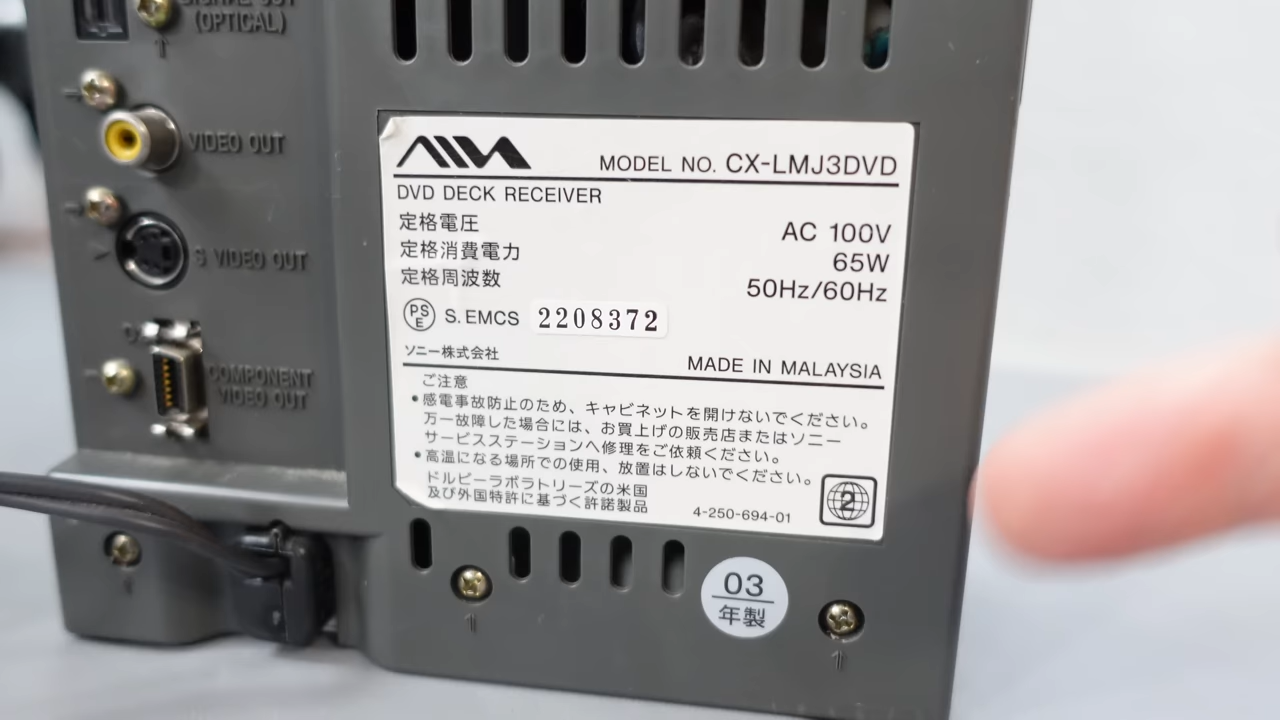 DIGITAL OUT
(OPTICAL)
VIDEO OUT
S VIDEO OUT
COMPONENT
VIDEO OUT
AIWA MODEL NO. CX-LMJ3DVD
DVD DECK RECEIVER
定格電圧 AC 100V
定格消費電力 65W
定格周波数 50Hz/60Hz
PS
E
S. EMCS 2208372
ソニー株式会社 MADE IN MALAYSIA
ご注意
•感電事故防止のため、キャビネットを開けないでください。
万一故障した場合には、お買上げの販売店またはソニー
サービスステーションへ修理をご依頼ください。
•高温になる場所での使用、放置はしないでください。
ドルビーラボラトリーズの米国
及び外国特許に基づく許諾製品
4-250-694-01
2
03
年製